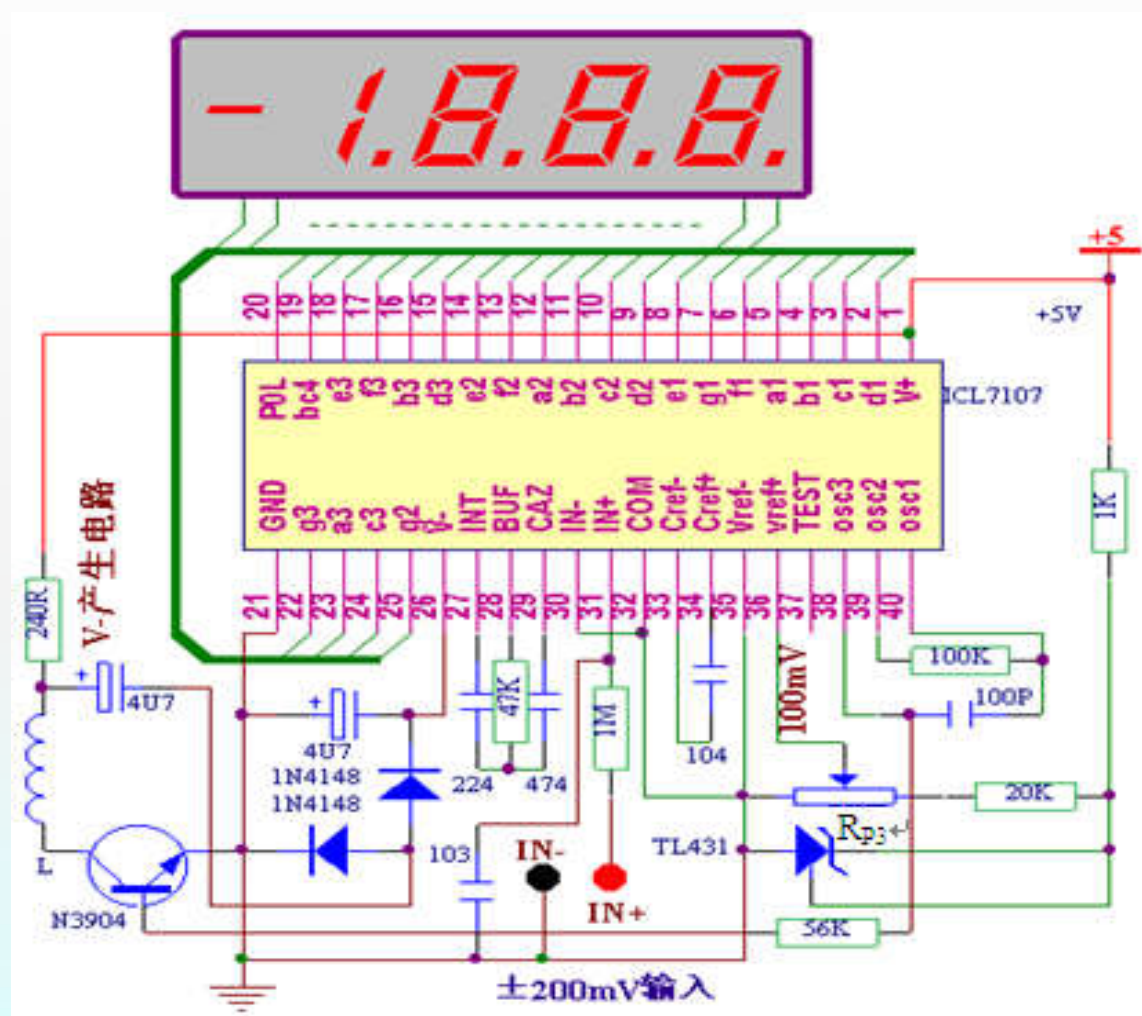 -1.8.8.8.
+5
20 19 18 17 16 15 14 13 12 11 10 9 8 7 6 5 4 3 2 1
+5V
POL bc4 e3 f3 b3 d3 e2 f2 a2 b2 c2 d2 e1 g1 f1 a1 b1 c1 d1 V+
ICL7107
GND g3 a3 c3 g2 V- INT BUF CAZ IN- IN+ COM Cref- Cref+ Vref- vref+ TEST osc3 osc2 osc1
1K
V-产生电路
240R
21 22 23 24 25 26 27 28 29 30 31 32 33 34 35 36 37 38 39 40
100K
4U7
47K
1M
100mV
100P
4U7
104
1N4148
224
474
20K
1N4148
RP3↵
103
IN-
TL431
L
IN+
N3904
56K
±200mV输入